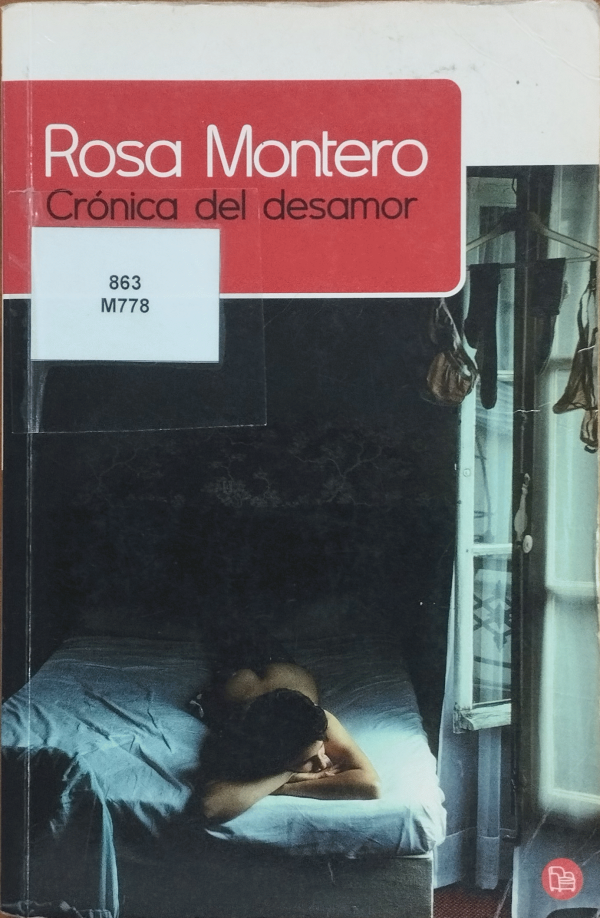 Rosa Montero
Crónica del desamor
863
M778